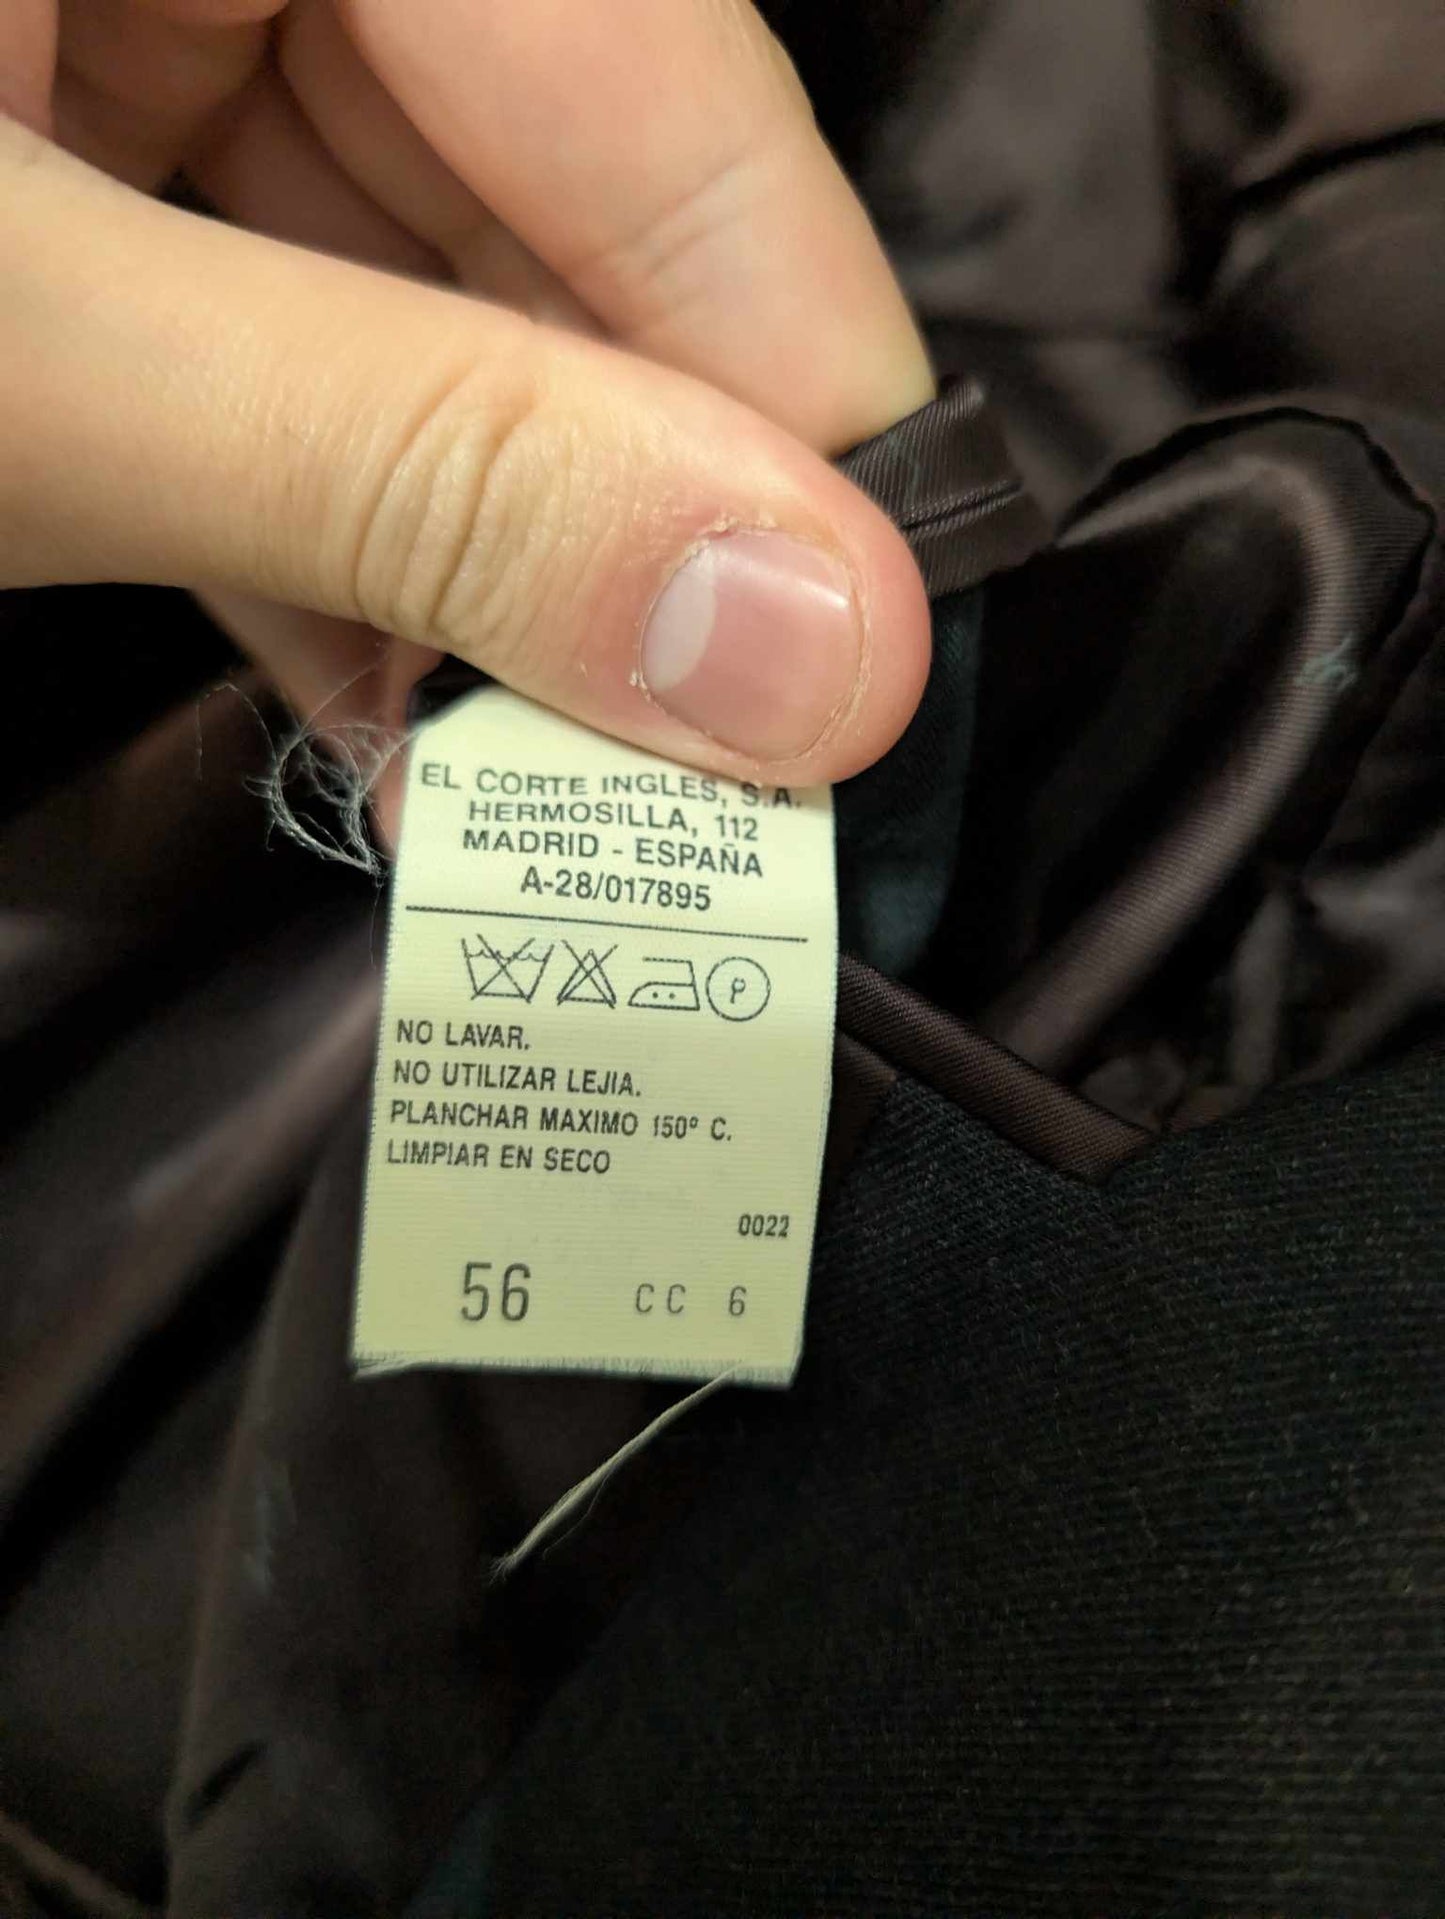 EL CORTE INGLES, S.A.
HERMOSILLA, 112
MADRID - ESPAÑA
A-28/017895
P
NO LAVAR.
NO UTILIZAR LEJIA.
PLANCHAR MAXIMO 150º C.
LIMPIAR EN SECO
0022
56 CC 6